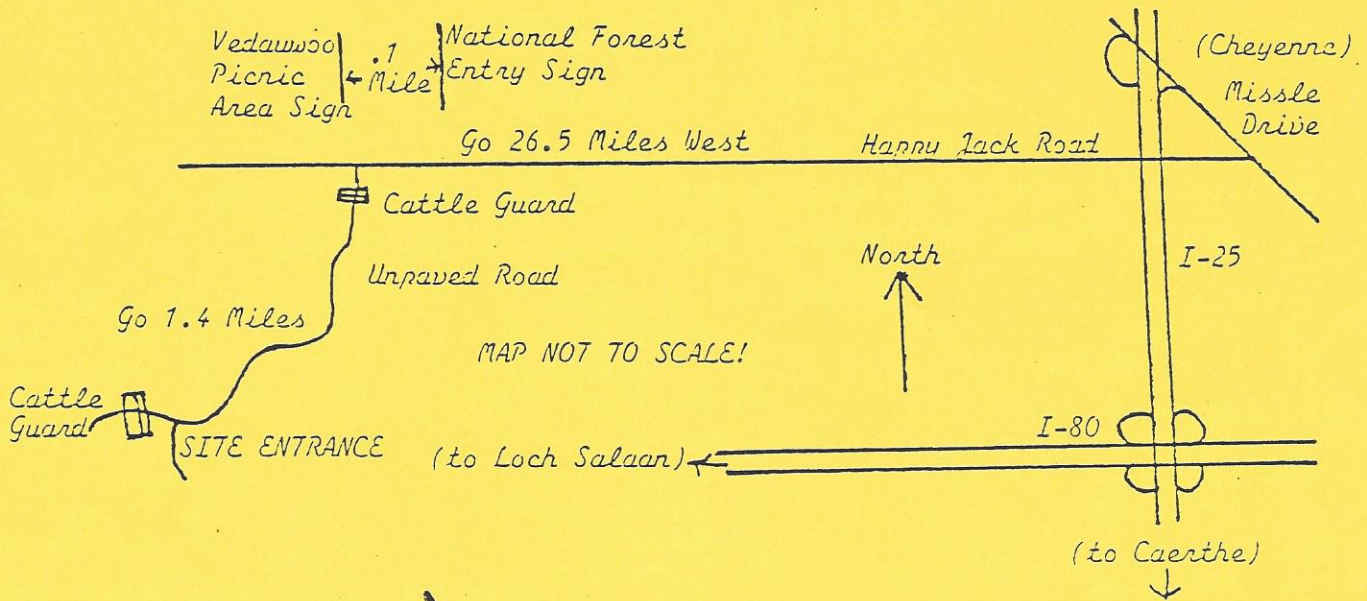 Vedauwoo
Picnic
Area Sign
.1
Mile
National Forest
Entry Sign
(Cheyenne)
Missle
Drive
Go 26.5 Miles West
Happy Jack Road
Cattle Guard
Unpaved Road
North
I-25
Go 1.4 Miles
MAP NOT TO SCALE!
Cattle
Guard
SITE ENTRANCE
I-80
(to Loch Salaan)
(to Caerthe)